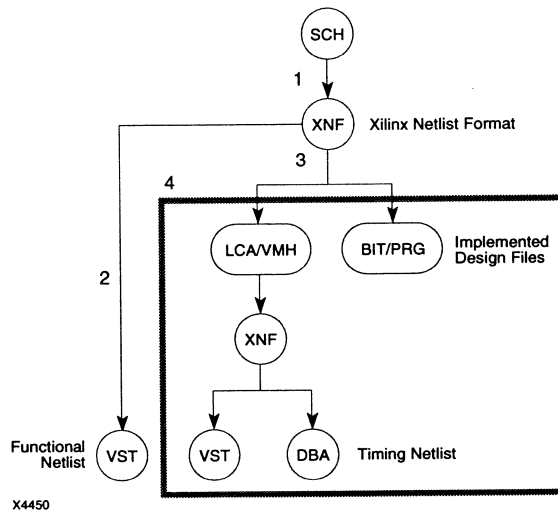 SCH
1
XNF
Xilinx Netlist Format
3
4
LCA/VMH
BIT/PRG
Implemented
Design Files
2
XNF
Functional
Netlist
VST
VST
DBA
Timing Netlist
X4450